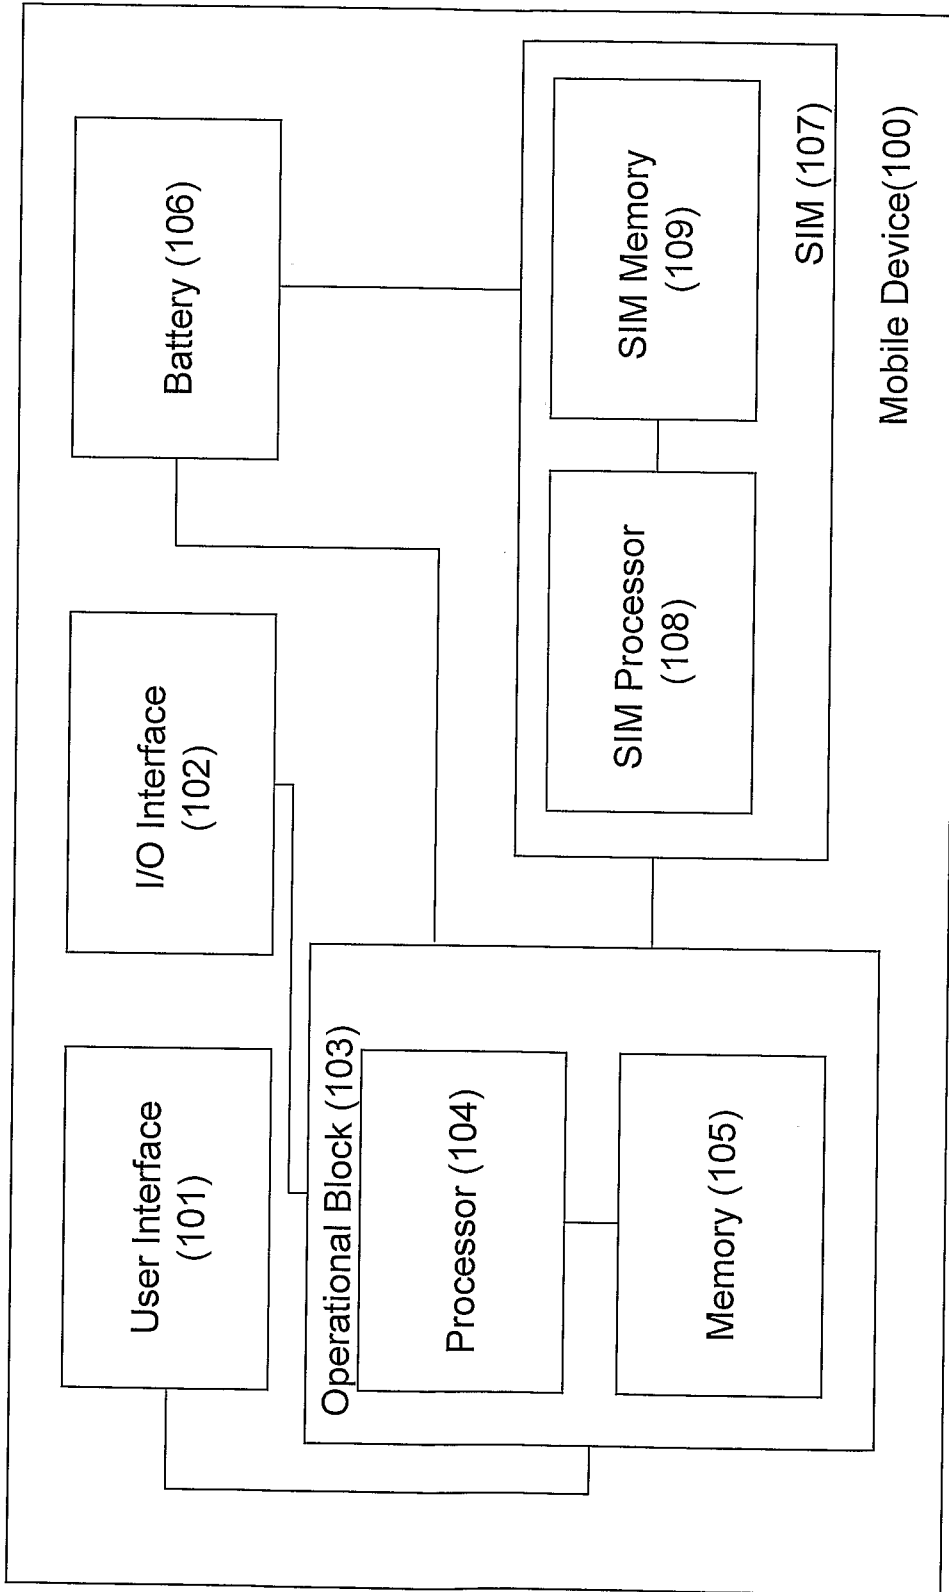 User Interface
(101)
I/O Interface
(102)
Battery (106)
Operational Block (103)
Processor (104)
Memory (105)
SIM Processor
(108)
SIM Memory
(109)
SIM (107)
Mobile Device(100)